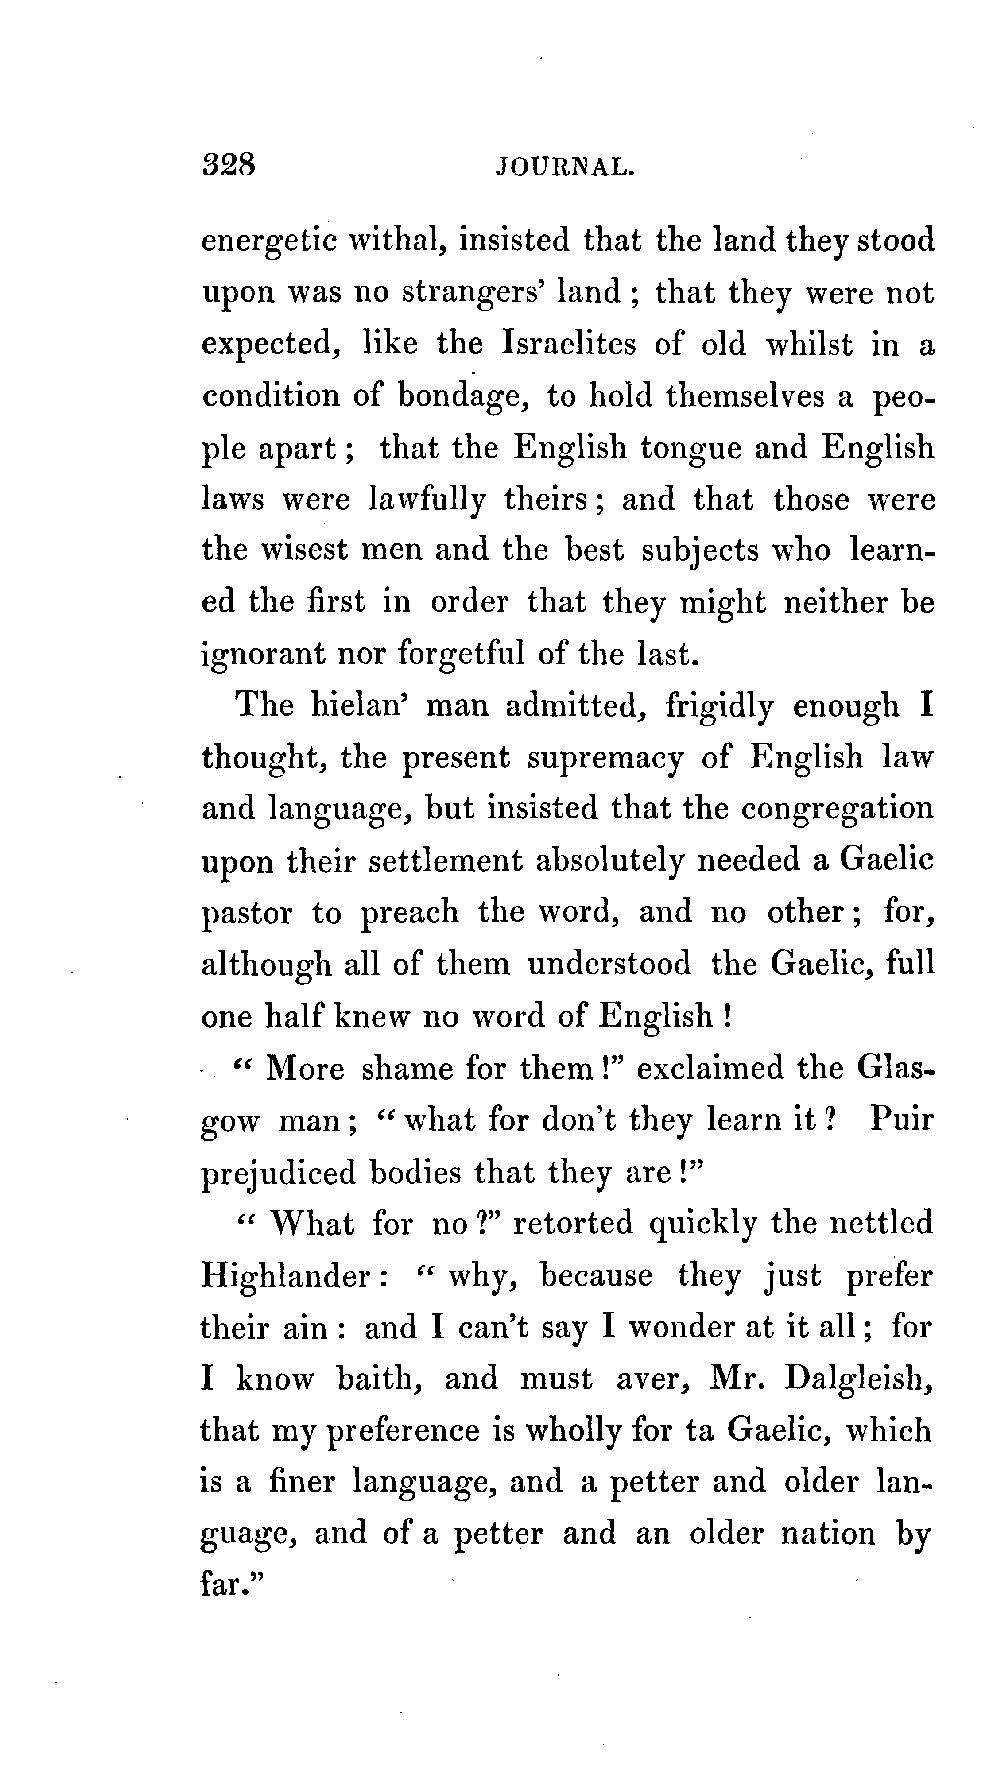 328 JOURNAL.
energetic withal, insisted that the land they stood
upon was no strangers' land ; that they were not
expected, like the Israelites of old whilst in a
condition of bondage, to hold themselves a peo-
ple apart ; that the English tongue and English
laws were lawfully theirs ; and that those were
the wisest men and the best subjects who learn-
ed the first in order that they might neither be
ignorant nor forgetful of the last.
The hielan' man admitted, frigidly enough I
thought, the present supremacy of English law
and language, but insisted that the congregation
upon their settlement absolutely needed a Gaelic
pastor to preach the word, and no other ; for,
although all of them understood the Gaelic, full
one half knew no word of English !
“ More shame for them !” exclaimed the Glas-
gow man ; “ what for don't they learn it ? Puir
prejudiced bodies that they are !”
“ What for no ?” retorted quickly the nettled
Highlander : “ why, because they just prefer
their ain : and I can't say I wonder at it all ; for
I know baith, and must aver, Mr. Dalgleish,
that my preference is wholly for ta Gaelic, which
is a finer language, and a petter and older lan-
guage, and of a petter and an older nation by
far.”